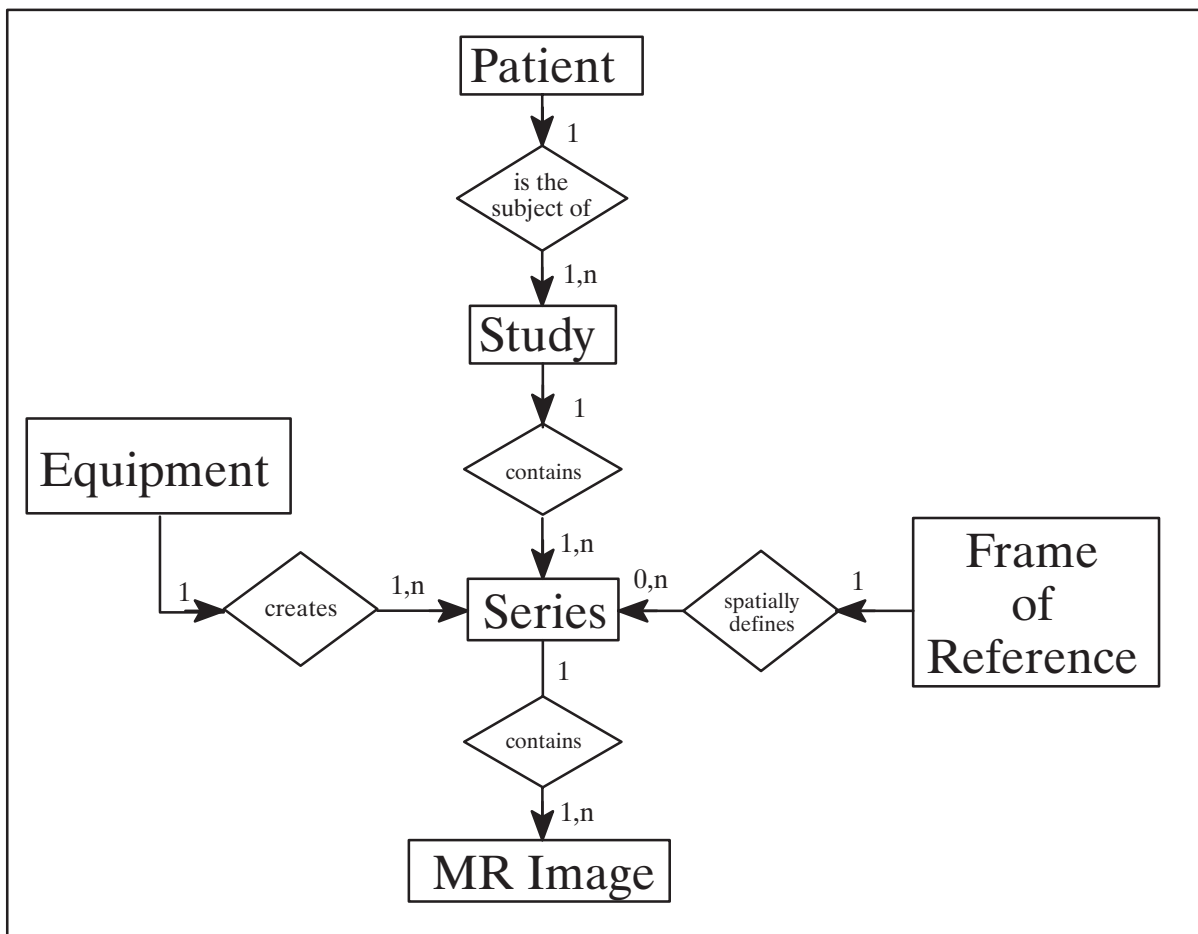 Patient
1
is the
subject of
1,n
Study
1
contains
1,n
Equipment
1
creates
1,n
Series
0,n
spatially
defines
1
Frame
of
Reference
1
contains
1,n
MR Image